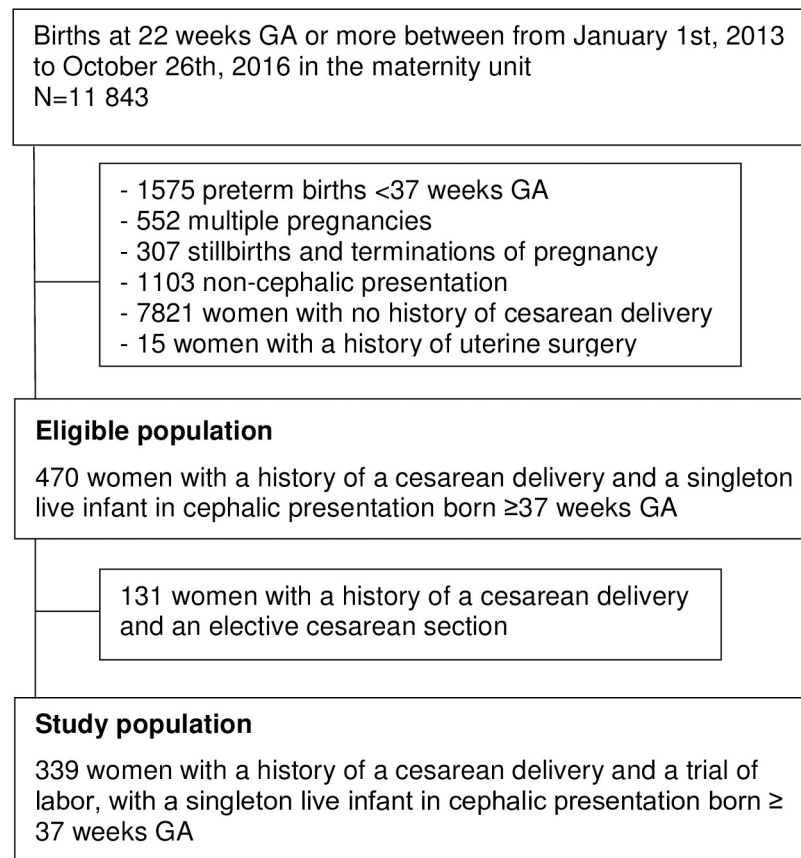 Births at 22 weeks GA or more between from January 1st, 2013
to October 26th, 2016 in the maternity unit
N=11 843
- 1575 preterm births <37 weeks GA
- 552 multiple pregnancies
- 307 stillbirths and terminations of pregnancy
- 1103 non-cephalic presentation
- 7821 women with no history of cesarean delivery
- 15 women with a history of uterine surgery
Eligible population
470 women with a history of a cesarean delivery and a singleton
live infant in cephalic presentation born ≥37 weeks GA
131 women with a history of a cesarean delivery
and an elective cesarean section
Study population
339 women with a history of a cesarean delivery and a trial of
labor, with a singleton live infant in cephalic presentation born ≥
37 weeks GA